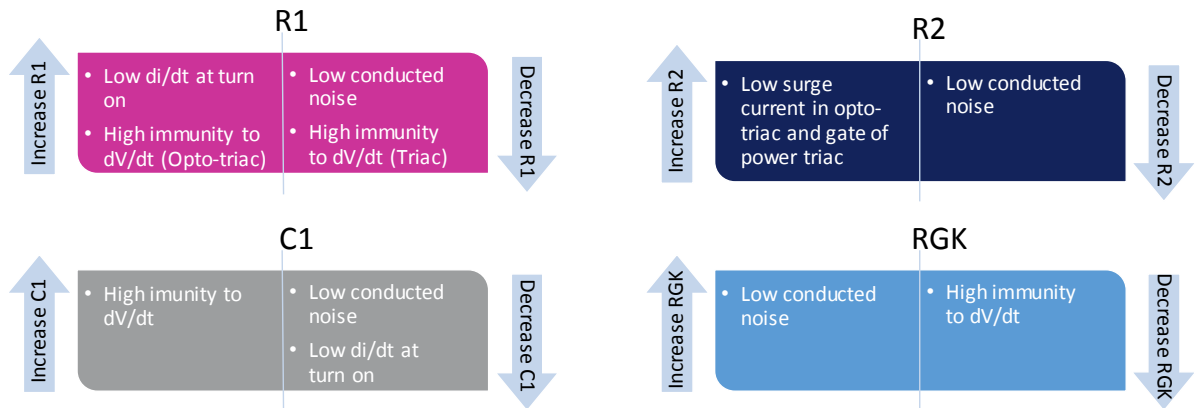 R1
Increase R1
• Low di/dt at turn
on
• High immunity to
dV/dt (Opto-triac)
• Low conducted
noise
• High immunity
to dV/dt (Triac)
Decrease R1
R2
Increase R2
• Low surge
current in opto-
triac and gate of
power triac
• Low conducted
noise
Decrease R2
C1
Increase C1
• High imunity to
dV/dt
• Low conducted
noise
• Low di/dt at
turn on
Decrease C1
RGK
Increase RGK
• Low conducted
noise
• High immunity
to dV/dt
Decrease RGK